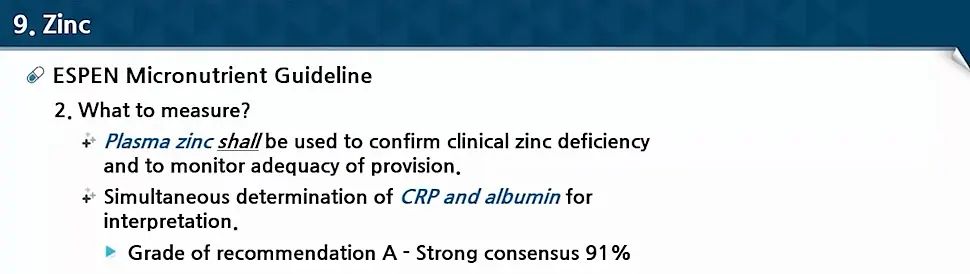 9. Zinc
ESPEN Micronutrient Guideline
2. What to measure?
Plasma zinc shall be used to confirm clinical zinc deficiency
and to monitor adequacy of provision.
Simultaneous determination of CRP and albumin for
interpretation.
Grade of recommendation A - Strong consensus 91%